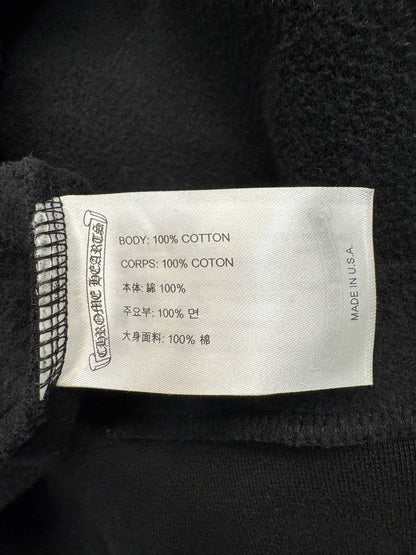 CHROME HEARTS
BODY: 100% COTTON
CORPS: 100% COTON
本体: 綿 100%
주요부: 100% 면
大身面料: 100% 棉
MADE IN U.S.A.